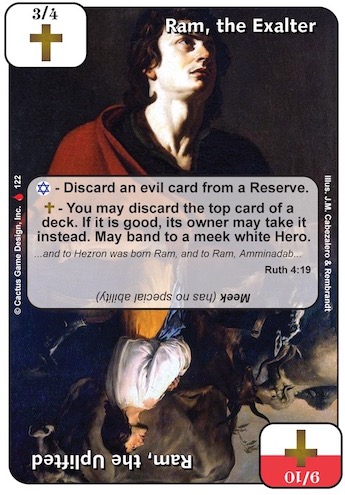 3/4
Ram, the Exalter
- Discard an evil card from a Reserve.
- You may discard the top card of a
deck. If it is good, its owner may take it
instead. May band to a meek white Hero.
...and to Hezron was born Ram, and to Ram, Amminadab...
Ruth 4:19
Meek (has no special ability)
Ram, the Uplifted
9/10
© Cactus Game Design, Inc. 122
Illus. J.M. Cabezalero & Rembrandt